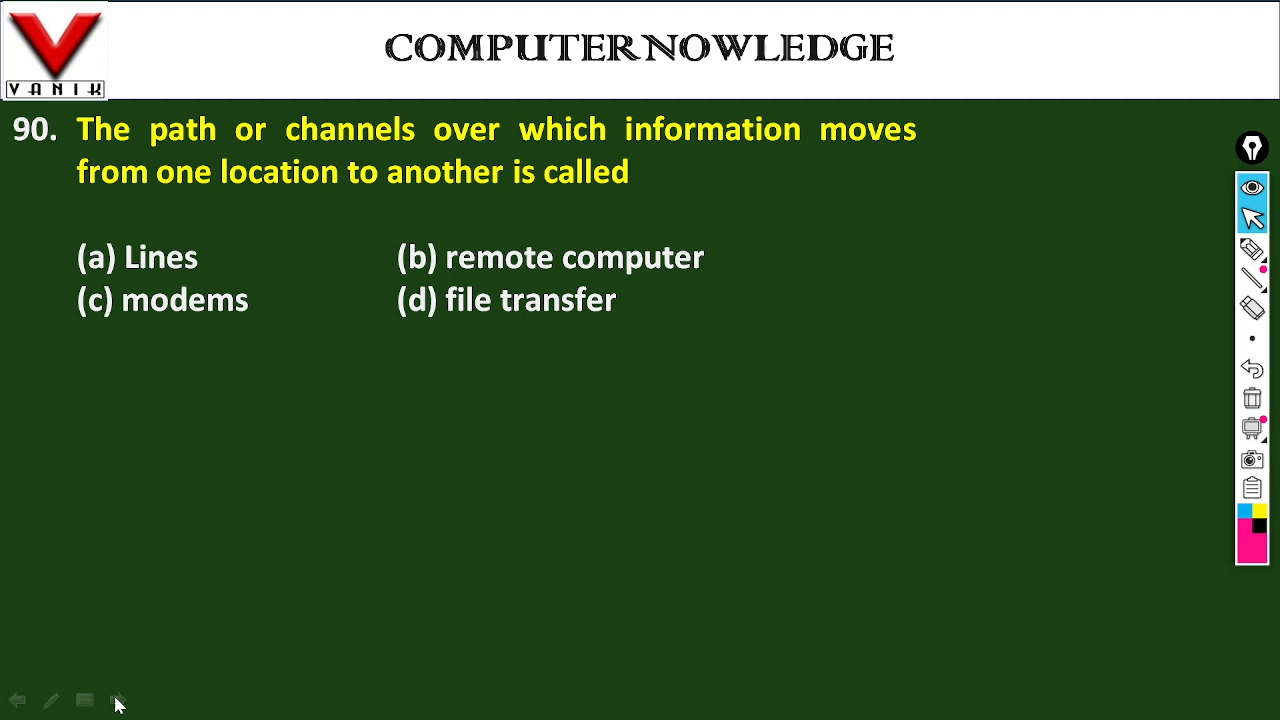 VANIK
COMPUTERNOWLEDGE
90. The path or channels over which information moves
from one location to another is called
(a) Lines (b) remote computer
(c) modems (d) file transfer